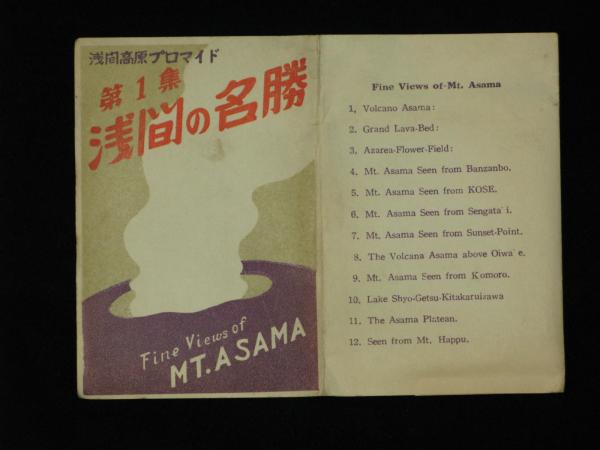 浅間高原プロマイド
第1集
浅間の名勝
Fine Views of
MT. ASAMA
Fine Views of Mt. Asama
1. Volcano Asama:
2. Grand Lava-Bed:
3. Azarea-Flower-Field:
4. Mt. Asama Seen from Banzanbo.
5. Mt. Asama Seen from KOSE.
6. Mt. Asama Seen from Sengata i.
7. Mt. Asama Seen from Sunset-Point.
8. The Volcana Asama above Oiwa e.
9. Mt. Asama Seen from Komoro.
10. Lake Shyo-Getsu-Kitakaruizawa
11. The Asama Platean.
12. Seen from Mt. Happu.